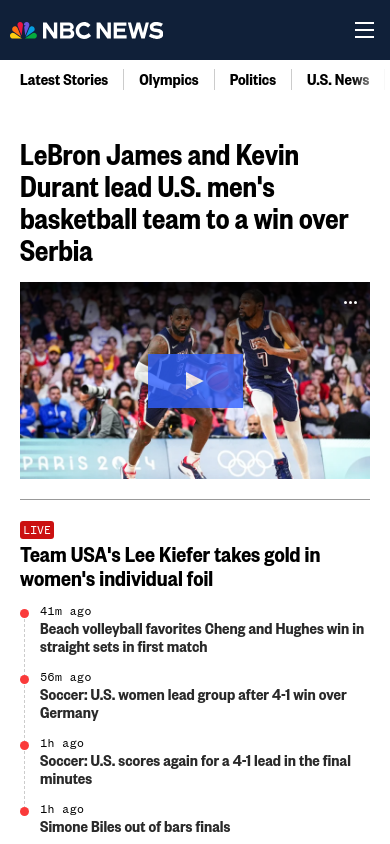 NBC NEWS
Latest Stories Olympics Politics U.S. News
LeBron James and Kevin
Durant lead U.S. men's
basketball team to a win over
Serbia
7
PARIS 2024
LIVE
Team USA's Lee Kiefer takes gold in
women's individual foil
41m ago
Beach volleyball favorites Cheng and Hughes win in
straight sets in first match
56m ago
Soccer: U.S. women lead group after 4-1 win over
Germany
1h ago
Soccer: U.S. scores again for a 4-1 lead in the final
minutes
1h ago
Simone Biles out of bars finals